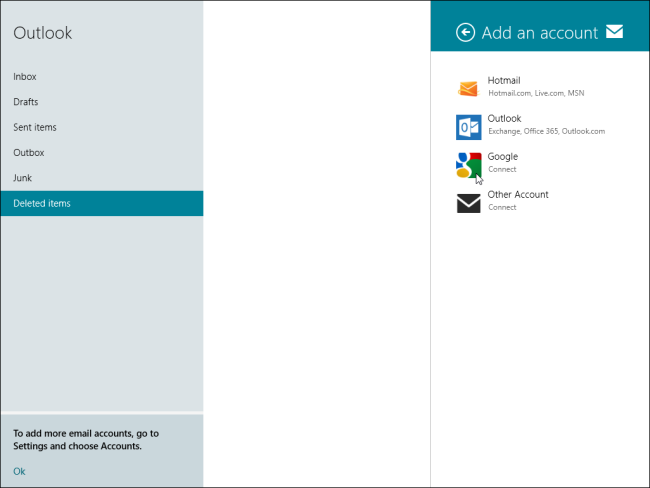 Outlook
Inbox
Drafts
Sent items
Outbox
Junk
Deleted items
To add more email accounts, go to
Settings and choose Accounts.
Ok
Add an account
Hotmail
Hotmail.com, Live.com, MSN
Outlook
Exchange, Office 365, Outlook.com
Google
Connect
Other Account
Connect